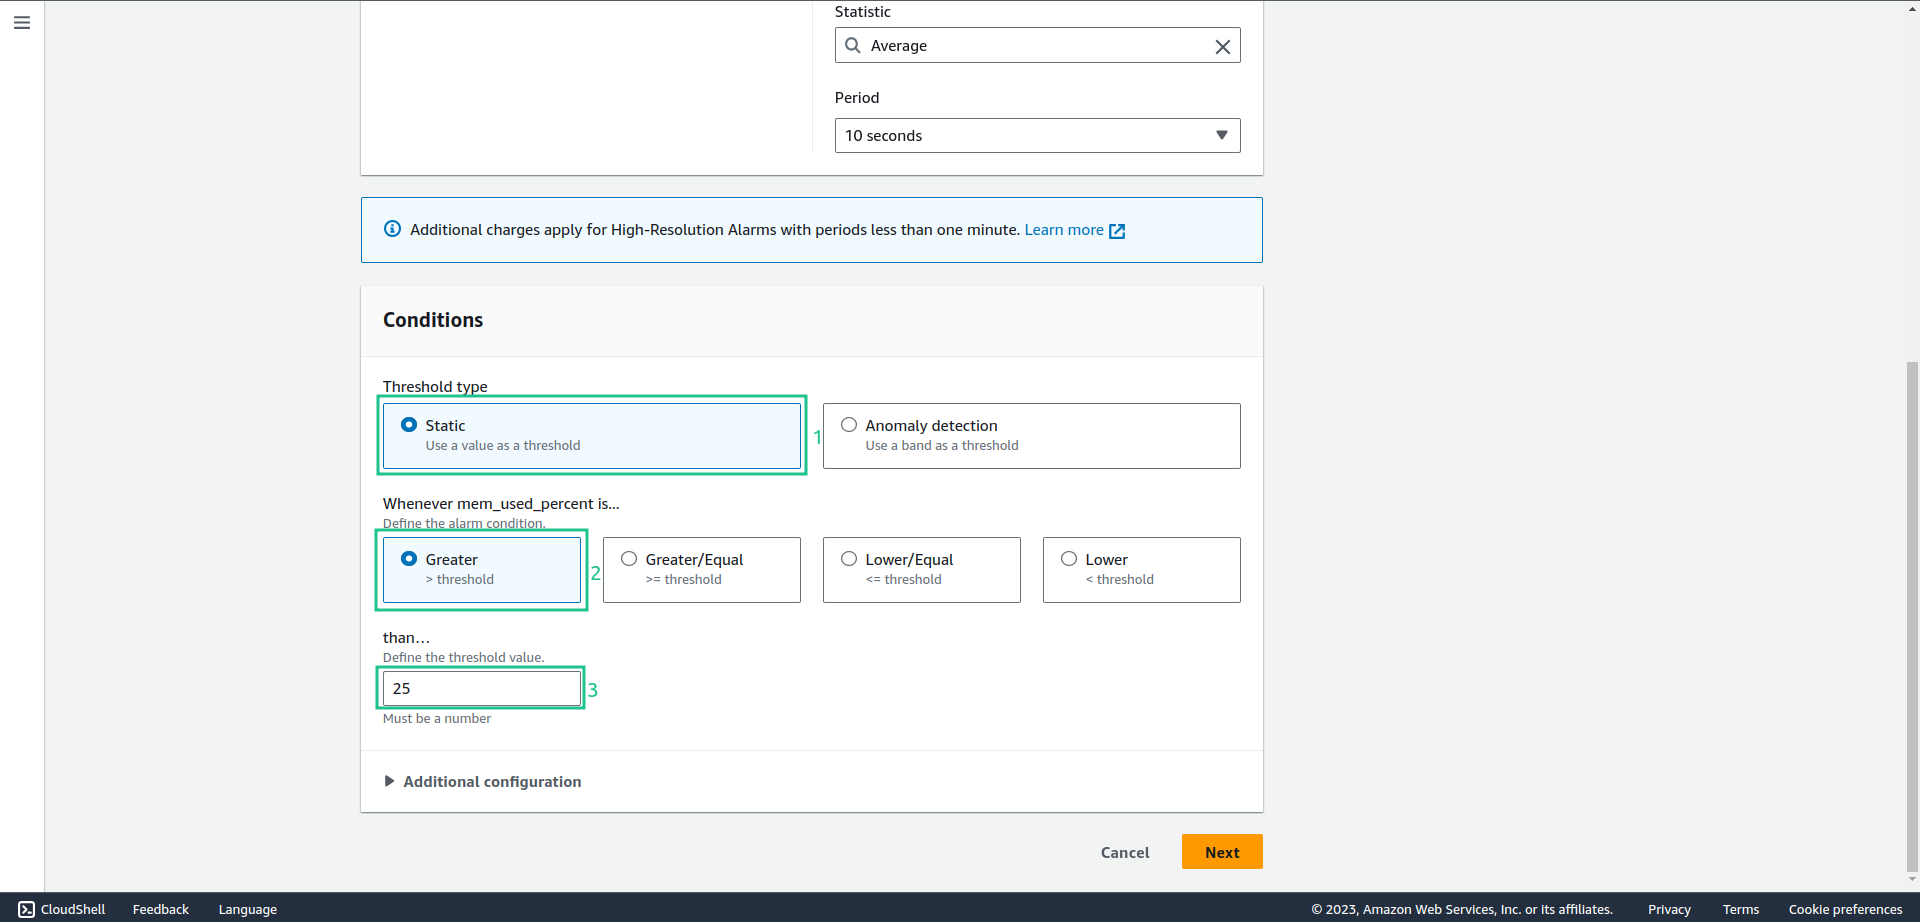 Statistic
Average
Period
10 seconds
Additional charges apply for High-Resolution Alarms with periods less than one minute. Learn more
Conditions
Threshold type
Static
Use a value as a threshold
1
Anomaly detection
Use a band as a threshold
Whenever mem_used_percent is...
Define the alarm condition.
Greater
> threshold
2
Greater/Equal
>= threshold
Lower/Equal
<= threshold
Lower
< threshold
than...
Define the threshold value.
25
3
Must be a number
Additional configuration
Cancel
Next
CloudShell
Feedback
Language
© 2023, Amazon Web Services, Inc. or its affiliates.
Privacy
Terms
Cookie preferences